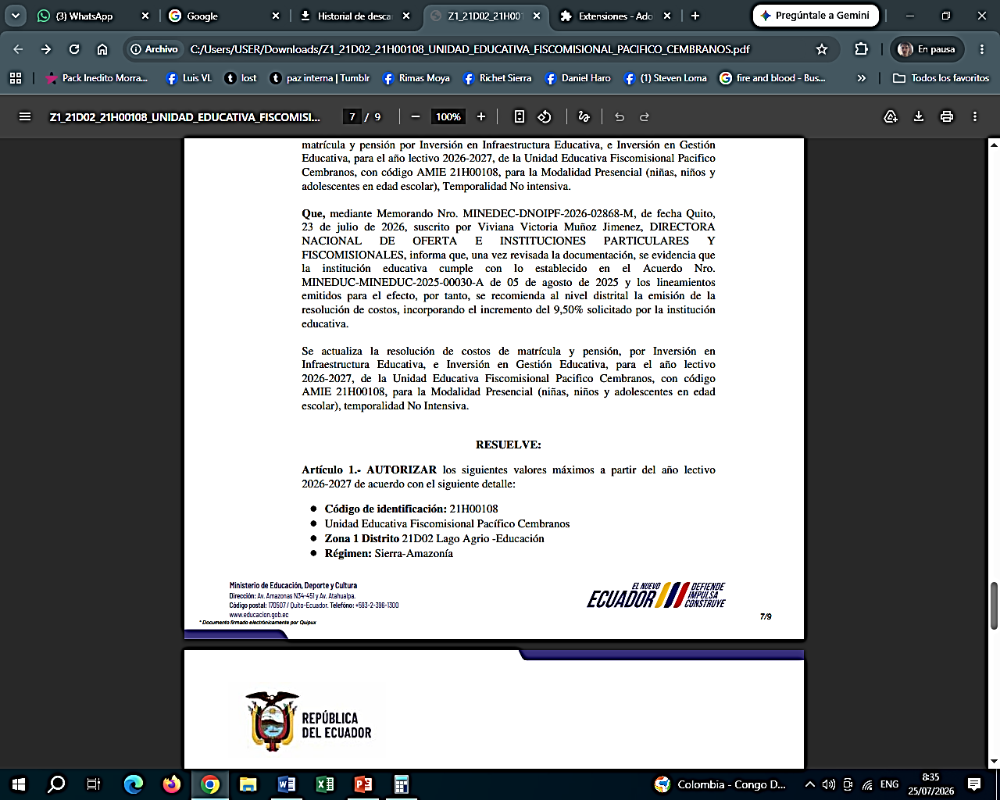 (3) WhatsApp
Google
Historial de desca
Z1_21D02_21H001
Extensiones - Ado
Pregúntale a Gemini
Archivo
C:/Users/USER/Downloads/Z1_21D02_21H00108_UNIDAD_EDUCATIVA_FISCOMISIONAL_PACIFICO_CEMBRANOS.pdf
En pausa
Pack Inedito Morra...
Luis VL
lost
paz interna | Tumblr
Rimas Moya
Richet Sierra
Daniel Haro
(1) Steven Loma
fire and blood - Bus...
»
Todos los favoritos
Z1_21D02_21H00108_UNIDAD_EDUCATIVA_FISCOMISI...
7 / 9
100%
matrícula y pensión por Inversión en Infraestructura Educativa, e Inversión en Gestión
Educativa, para el año lectivo 2026-2027, de la Unidad Educativa Fiscomisional Pacifico
Cembranos, con código AMIE 21H00108, para la Modalidad Presencial (niñas, niños y
adolescentes en edad escolar), Temporalidad No intensiva.
Que, mediante Memorando Nro. MINEDEC-DNOIPF-2026-02868-M, de fecha Quito,
23 de julio de 2026, suscrito por Viviana Victoria Muñoz Jimenez, DIRECTORA
NACIONAL DE OFERTA E INSTITUCIONES PARTICULARES Y
FISCOMISIONALES, informa que, una vez revisada la documentación, se evidencia que
la institución educativa cumple con lo establecido en el Acuerdo Nro.
MINEDUC-MINEDUC-2025-00030-A de 05 de agosto de 2025 y los lineamientos
emitidos para el efecto, por tanto, se recomienda al nivel distrital la emisión de la
resolución de costos, incorporando el incremento del 9,50% solicitado por la institución
educativa.
Se actualiza la resolución de costos de matrícula y pensión, por Inversión en
Infraestructura Educativa, e Inversión en Gestión Educativa, para el año lectivo
2026-2027, de la Unidad Educativa Fiscomisional Pacifico Cembranos, con código
AMIE 21H00108, para la Modalidad Presencial (niñas, niños y adolescentes en edad
escolar), temporalidad No Intensiva.
RESUELVE:
Artículo 1.- AUTORIZAR los siguientes valores máximos a partir del año lectivo
2026-2027 de acuerdo con el siguiente detalle:
● Código de identificación: 21H00108
● Unidad Educativa Fiscomisional Pacífico Cembranos
● Zona 1 Distrito 21D02 Lago Agrio -Educación
● Régimen: Sierra-Amazonía
Ministerio de Educación, Deporte y Cultura
Dirección: Av. Amazonas N34-451 y Av. Atahualpa.
Código postal: 170507 / Quito-Ecuador. Telefóno: +593-2-396-1300
www.educacion.gob.ec
* Documento firmado electrónicamente por Quipux
EL NUEVO
ECUADOR
DEFIENDE
IMPULSA
CONSTRUYE
7/9
REPÚBLICA
DEL ECUADOR
Colombia - Congo D...
ENG
8:35
25/07/2026